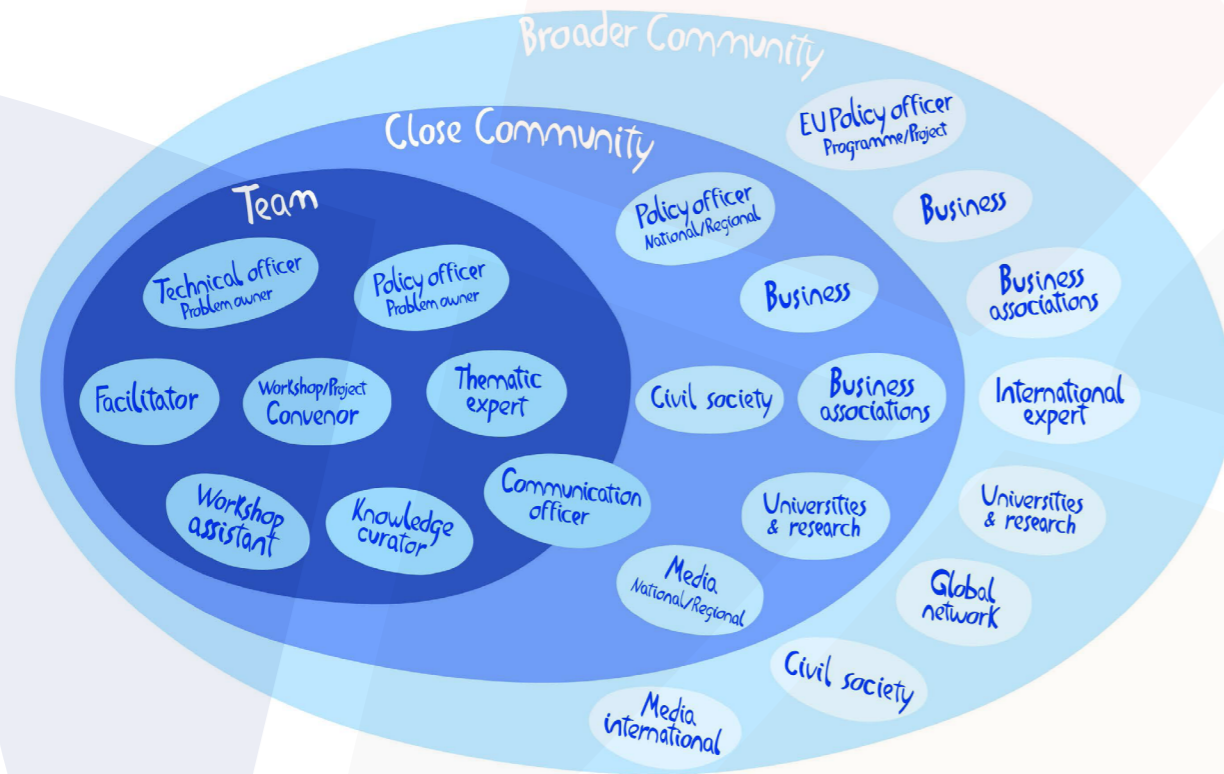 Broader Community
EU Policy officer
Programme/Project
Business
Business
associations
International
expert
Universities
& research
Global
network
Civil society
Media
international
Close Community
Policy officer
National/Regional
Business
Civil society
Business
associations
Universities
& research
Media
National/Regional
Team
Technical officer
Problem owner
Policy officer
Problem owner
Facilitator
Workshop/Project
Convenor
Thematic
expert
Workshop
assistant
Knowledge
curator
Communication
officer